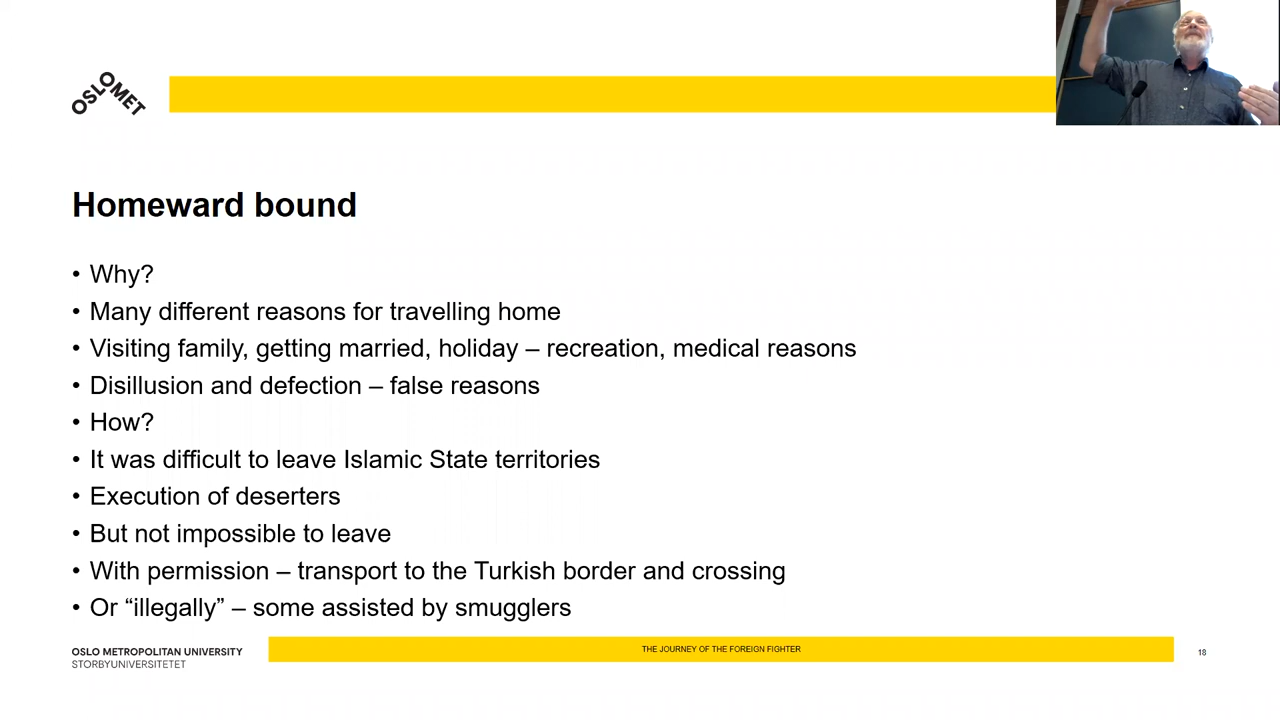 OSLOMET
Homeward bound
• Why?
• Many different reasons for travelling home
• Visiting family, getting married, holiday – recreation, medical reasons
• Disillusion and defection – false reasons
• How?
• It was difficult to leave Islamic State territories
• Execution of deserters
• But not impossible to leave
• With permission – transport to the Turkish border and crossing
• Or “illegally” – some assisted by smugglers
OSLO METROPOLITAN UNIVERSITY
STORBYUNIVERSITETET
THE JOURNEY OF THE FOREIGN FIGHTER
18